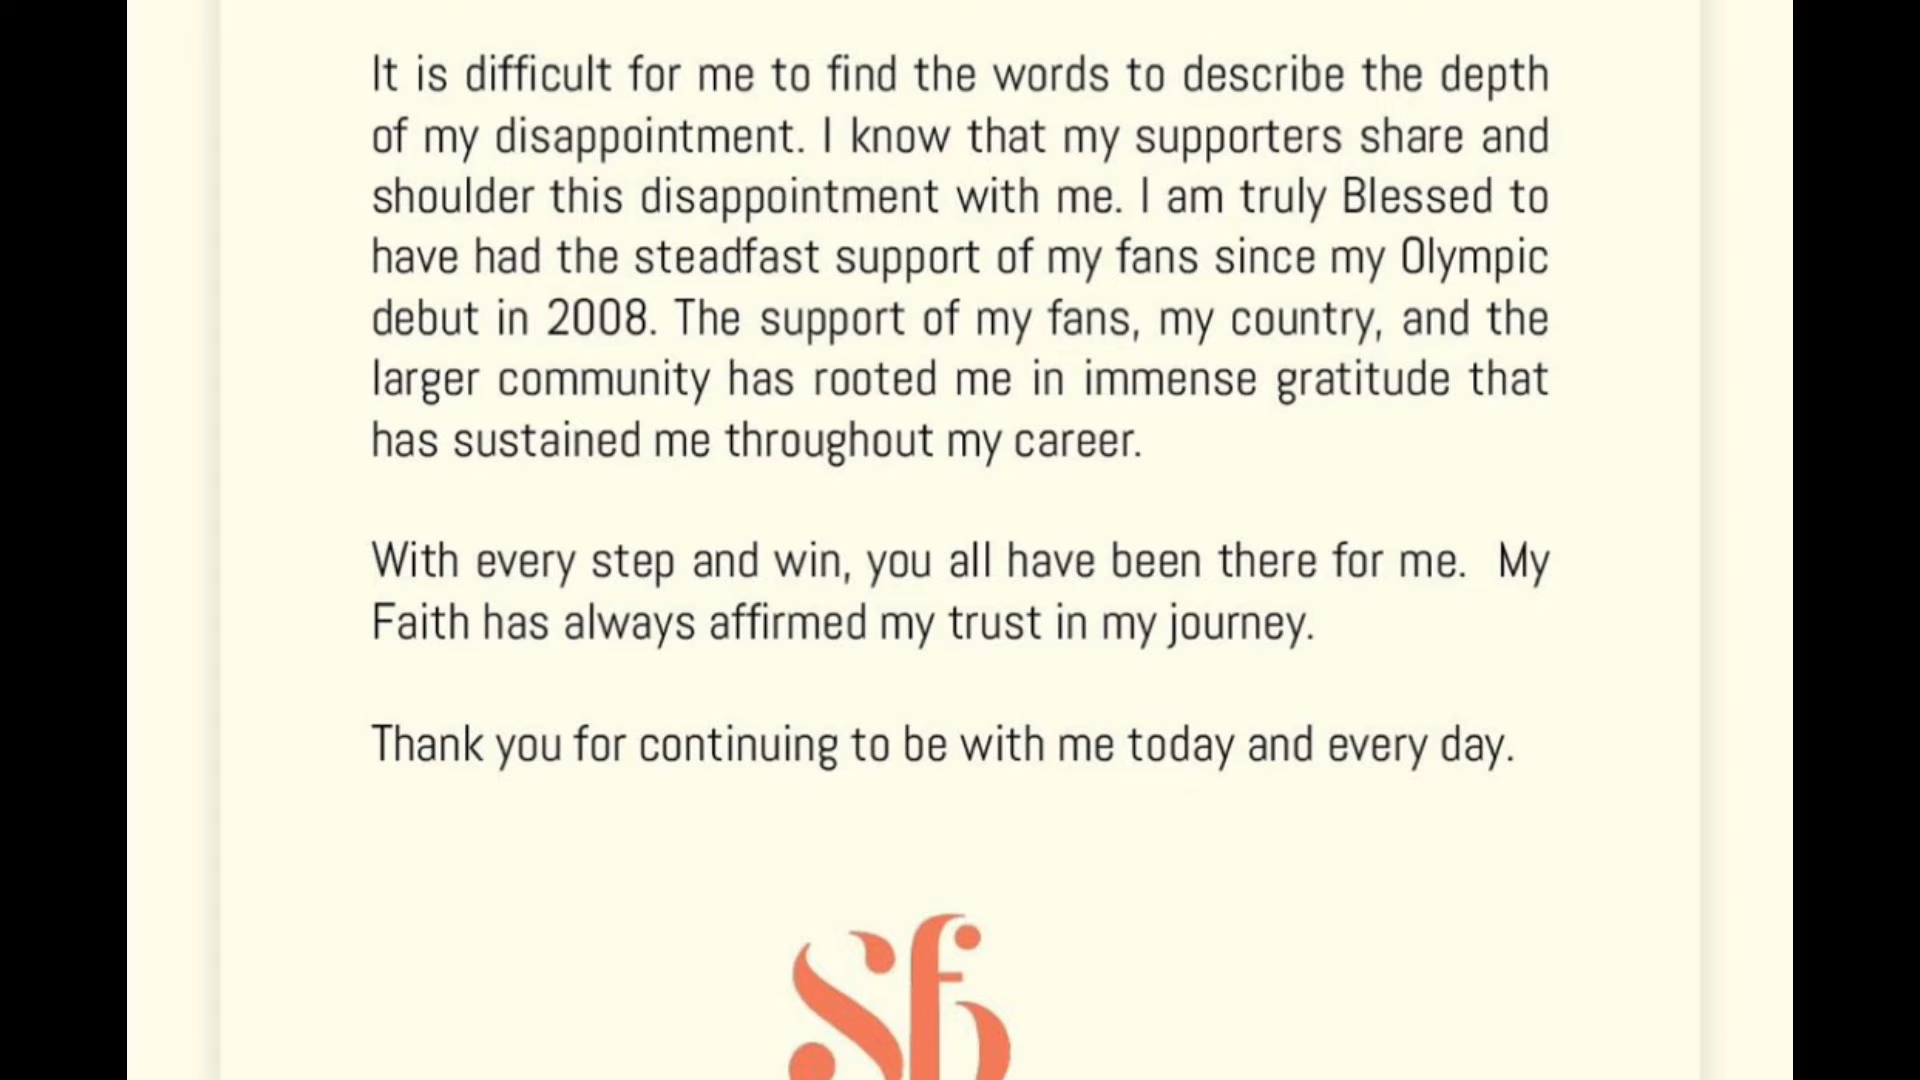 It is difficult for me to find the words to describe the depth
of my disappointment. I know that my supporters share and
shoulder this disappointment with me. I am truly Blessed to
have had the steadfast support of my fans since my Olympic
debut in 2008. The support of my fans, my country, and the
larger community has rooted me in immense gratitude that
has sustained me throughout my career.
With every step and win, you all have been there for me.  My
Faith has always affirmed my trust in my journey.
Thank you for continuing to be with me today and every day.